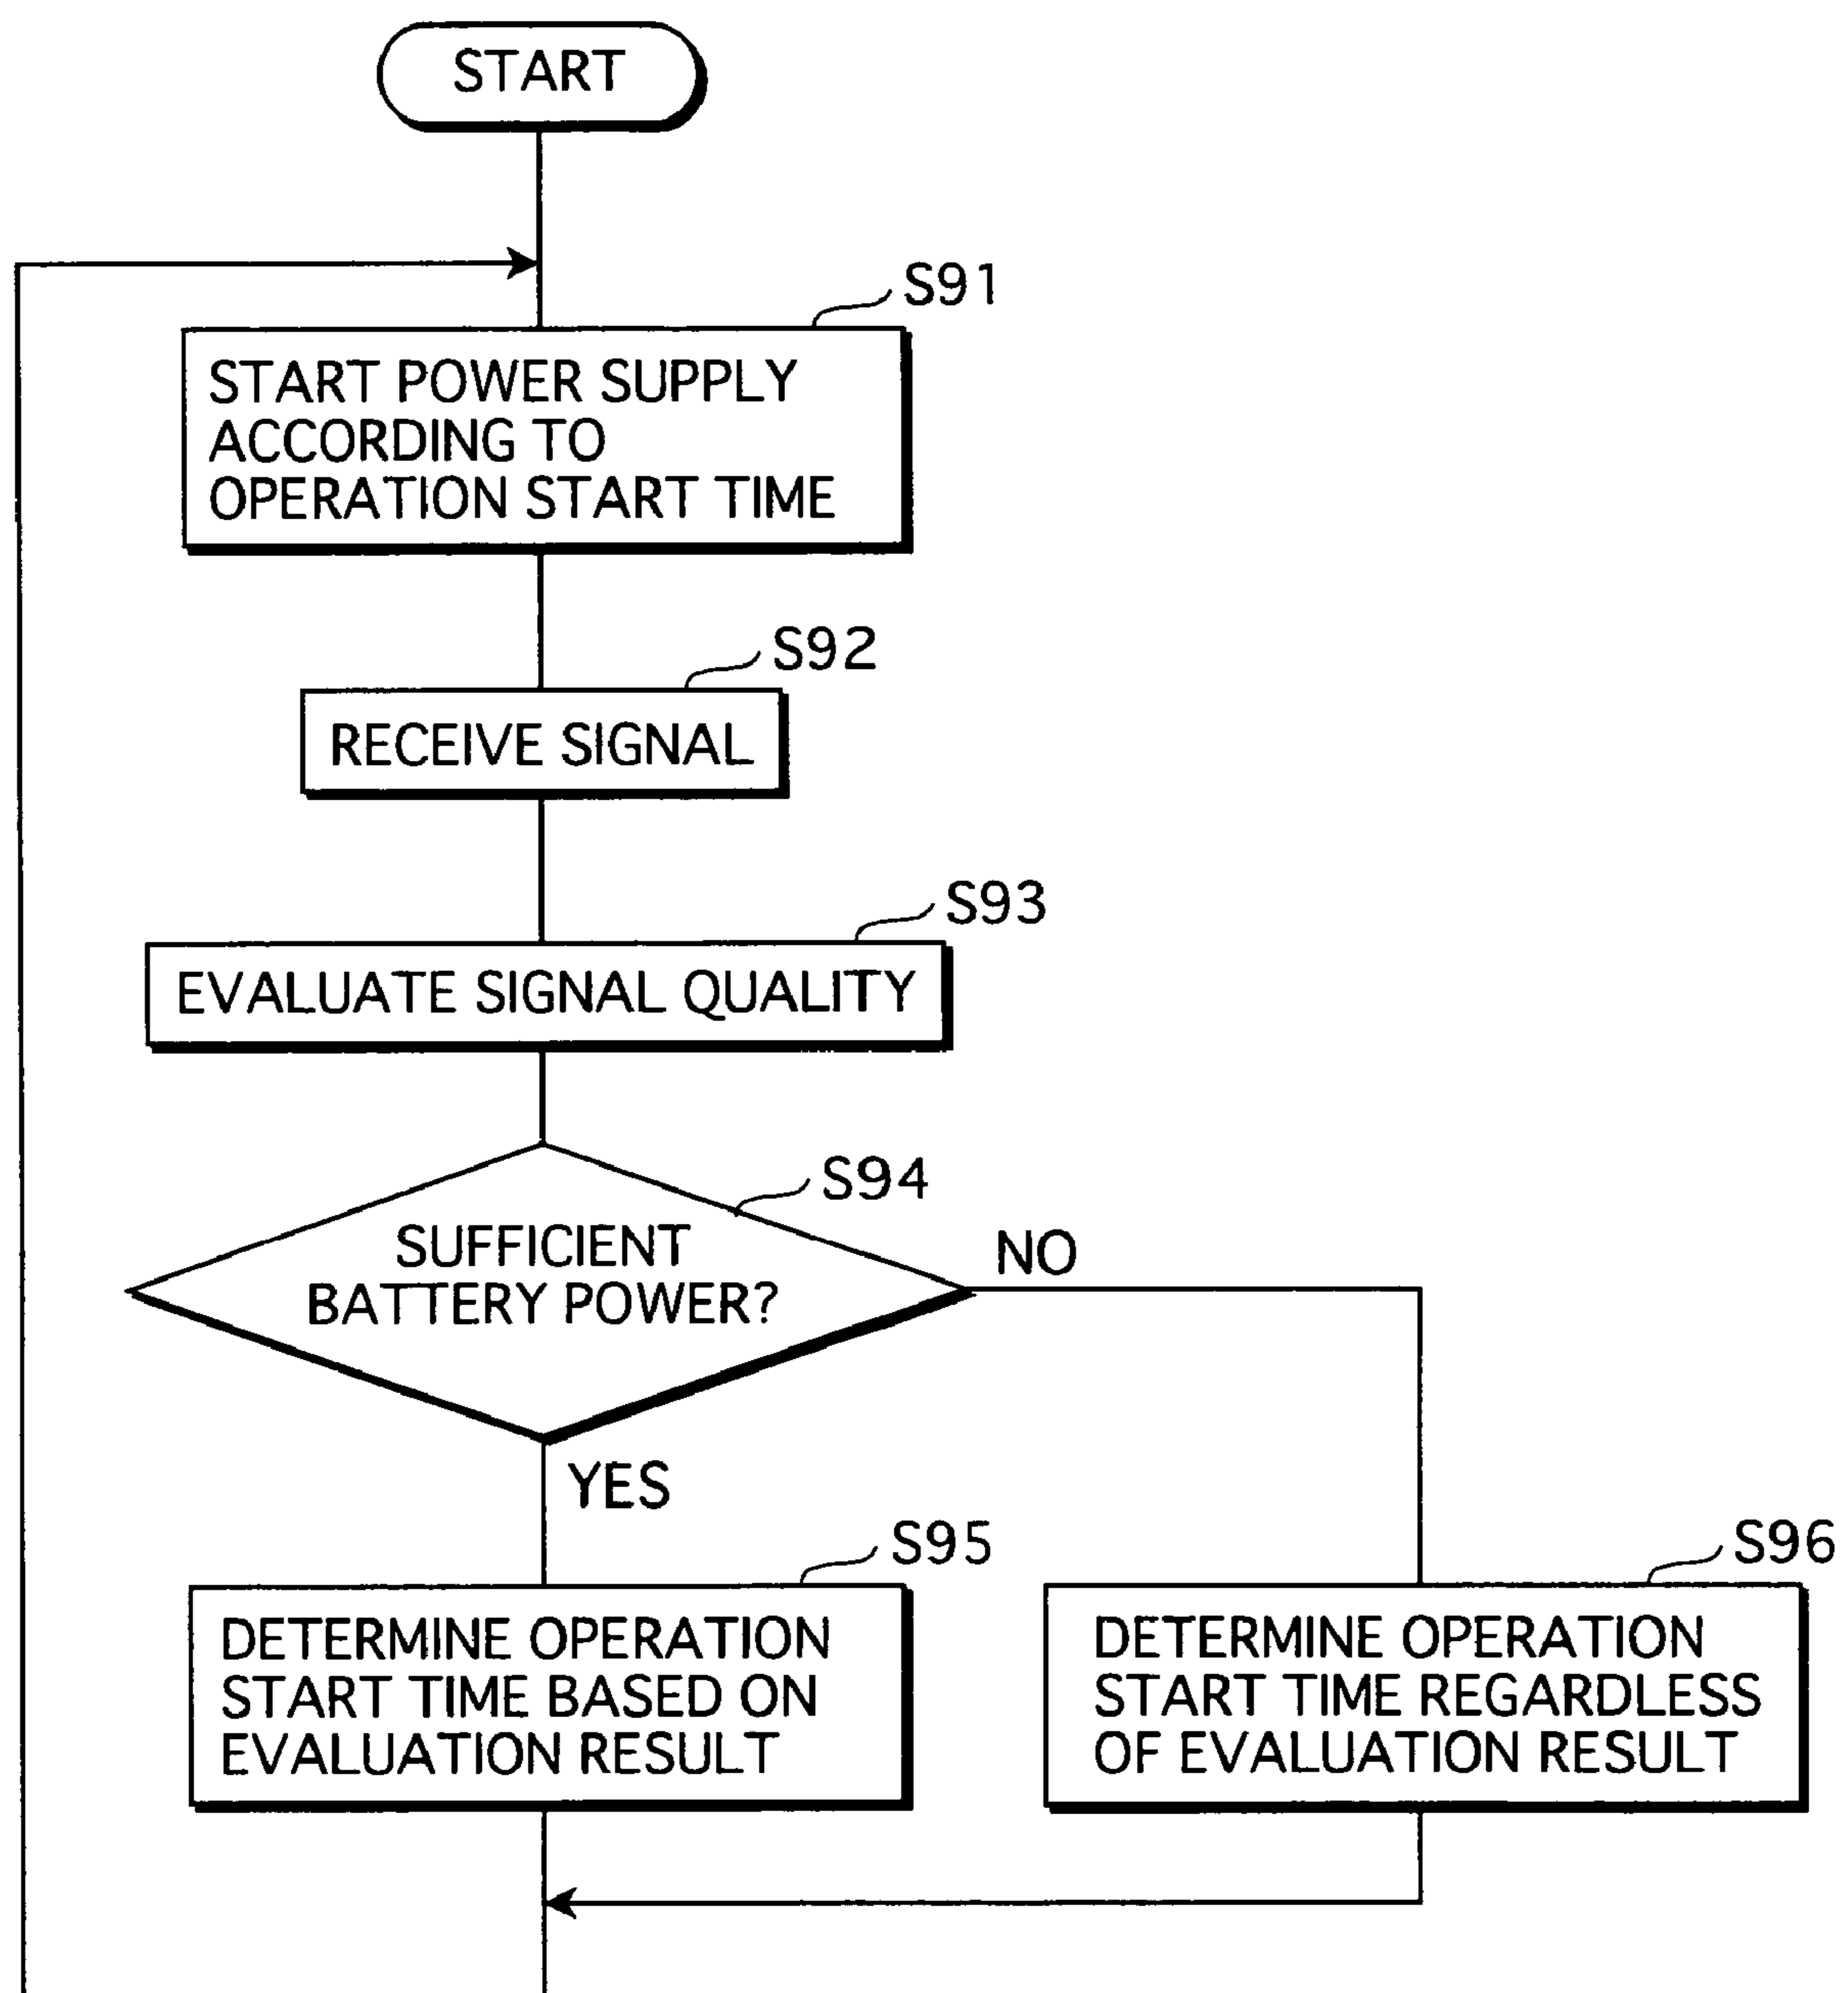 START
S91
START POWER SUPPLY
ACCORDING TO
OPERATION START TIME
S92
RECEIVE SIGNAL
S93
EVALUATE SIGNAL QUALITY
S94
SUFFICIENT
BATTERY POWER?
NO
YES
S95
DETERMINE OPERATION
START TIME BASED ON
EVALUATION RESULT
S96
DETERMINE OPERATION
START TIME REGARDLESS
OF EVALUATION RESULT